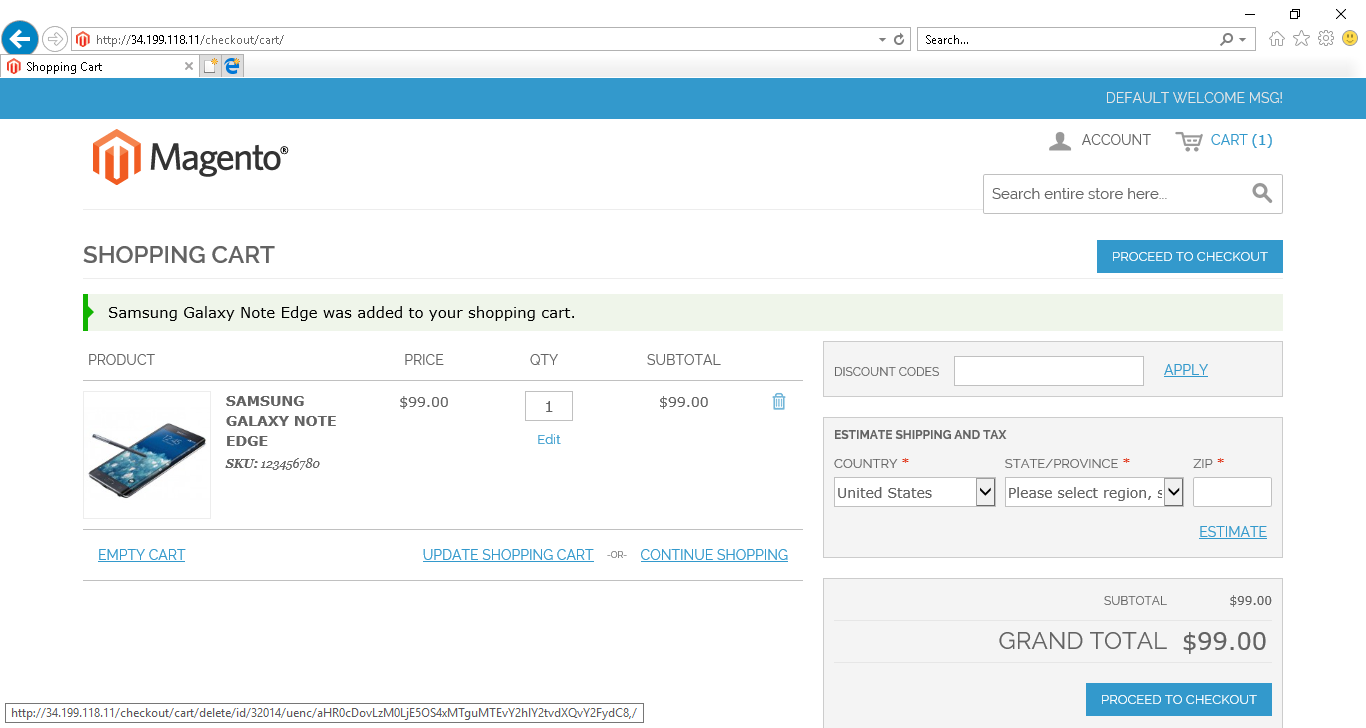 http://34.199.118.11/checkout/cart/
Search...
Shopping Cart
DEFAULT WELCOME MSG!
Magento®
ACCOUNT
CART (1)
Search entire store here...
SHOPPING CART
PROCEED TO CHECKOUT
Samsung Galaxy Note Edge was added to your shopping cart.
PRODUCT PRICE QTY SUBTOTAL
SAMSUNG
GALAXY NOTE
EDGE
SKU: 123456780
$99.00
1
Edit
$99.00
EMPTY CART
UPDATE SHOPPING CART -OR- CONTINUE SHOPPING
DISCOUNT CODES
APPLY
ESTIMATE SHIPPING AND TAX
COUNTRY * STATE/PROVINCE * ZIP *
United States Please select region, s
ESTIMATE
SUBTOTAL $99.00
GRAND TOTAL $99.00
PROCEED TO CHECKOUT
http://34.199.118.11/checkout/cart/delete/id/32014/uenc/aHR0cDovLzM0LjE5OS4xMTguMTEvY2hlY2tvdXQvY2FydC8,/